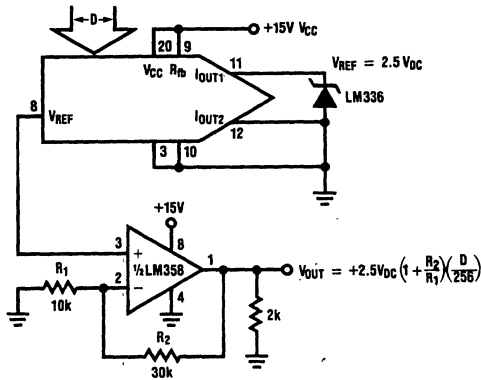 D
+15V VCC
20 9
VCC Rfb
11
IOUT1
VREF = 2.5 VDC
LM336
8
VREF
IOUT2
12
3 10
+15V
3
+
8
½ LM358
1
VOUT = +2.5VDC (1 + R2/R1)(D/256)
R1
2
−
4
10k
2k
R2
30k